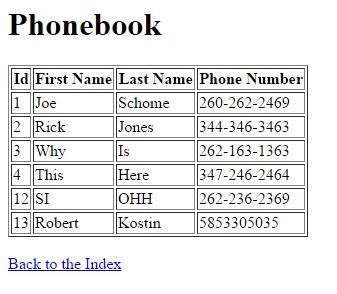 Phonebook
Id First Name Last Name Phone Number
1 Joe Schome 260-262-2469
2 Rick Jones 344-346-3463
3 Why Is 262-163-1363
4 This Here 347-246-2464
12 SI OHH 262-236-2369
13 Robert Kostin 5853305035
Back to the Index